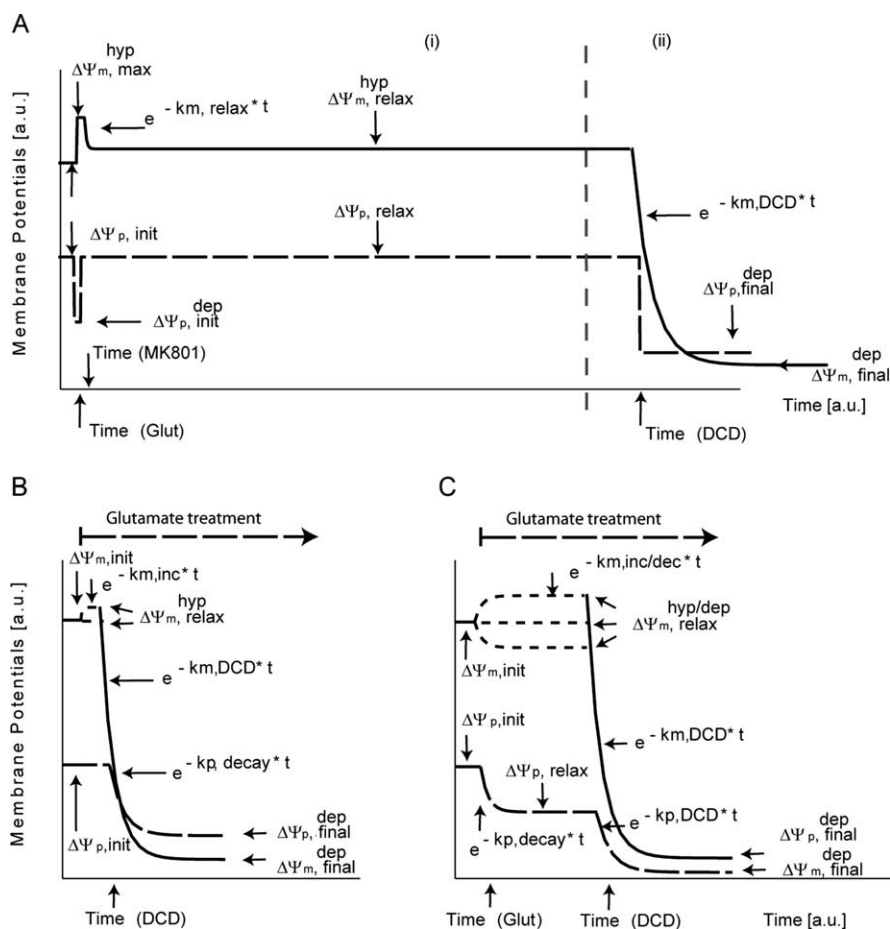 A
(i)
(ii)
hyp
ΔΨm, max
e - km, relax* t
hyp
ΔΨm, relax
Membrane Potentials [a.u.]
ΔΨp, init
ΔΨp, relax
e - km,DCD* t
dep
ΔΨp, init
dep
ΔΨp,final
Time (MK801)
dep
ΔΨm, final
Time [a.u.]
Time (Glut)
Time (DCD)
B
Glutamate treatment
ΔΨm,init
e - km,inc* t
hyp
ΔΨm, relax
Membrane Potentials [a.u.]
e - km,DCD* t
e - kp, decay* t
ΔΨp,init
dep
ΔΨp, final
dep
ΔΨm, final
Time (DCD)
C
Glutamate treatment
e - km,inc/dec* t
hyp/dep
ΔΨm, relax
ΔΨm,init
ΔΨp,init
e - km,DCD* t
ΔΨp, relax
e - kp,DCD* t
e - kp,decay* t
dep
ΔΨp, final
dep
ΔΨm, final
Time (Glut)
Time (DCD)
Time [a.u.]